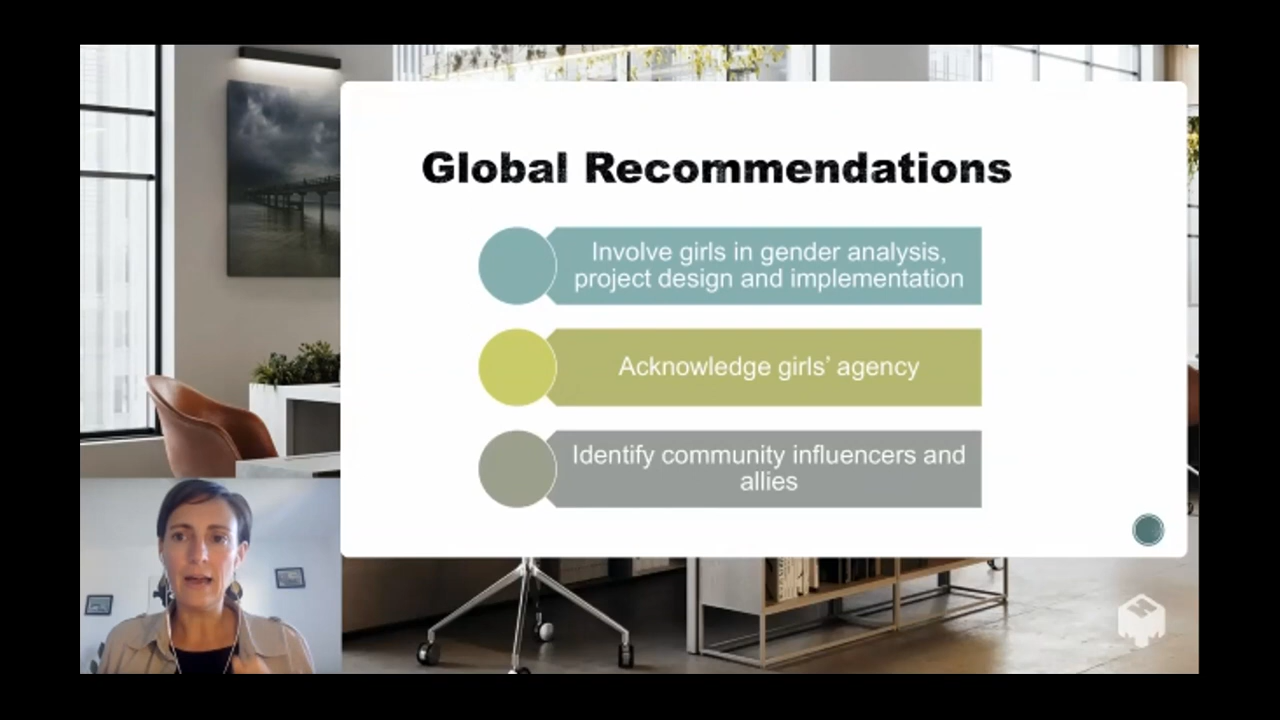 Global Recommendations
Involve girls in gender analysis,
project design and implementation
Acknowledge girls’ agency
Identify community influencers and
allies